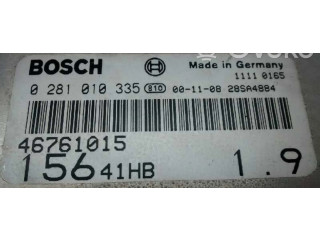 BOSCH Made in Germany
1111 0165
0 281 010 335 810 00-11-08 28SA4884
46761015
156 41HB 1.9